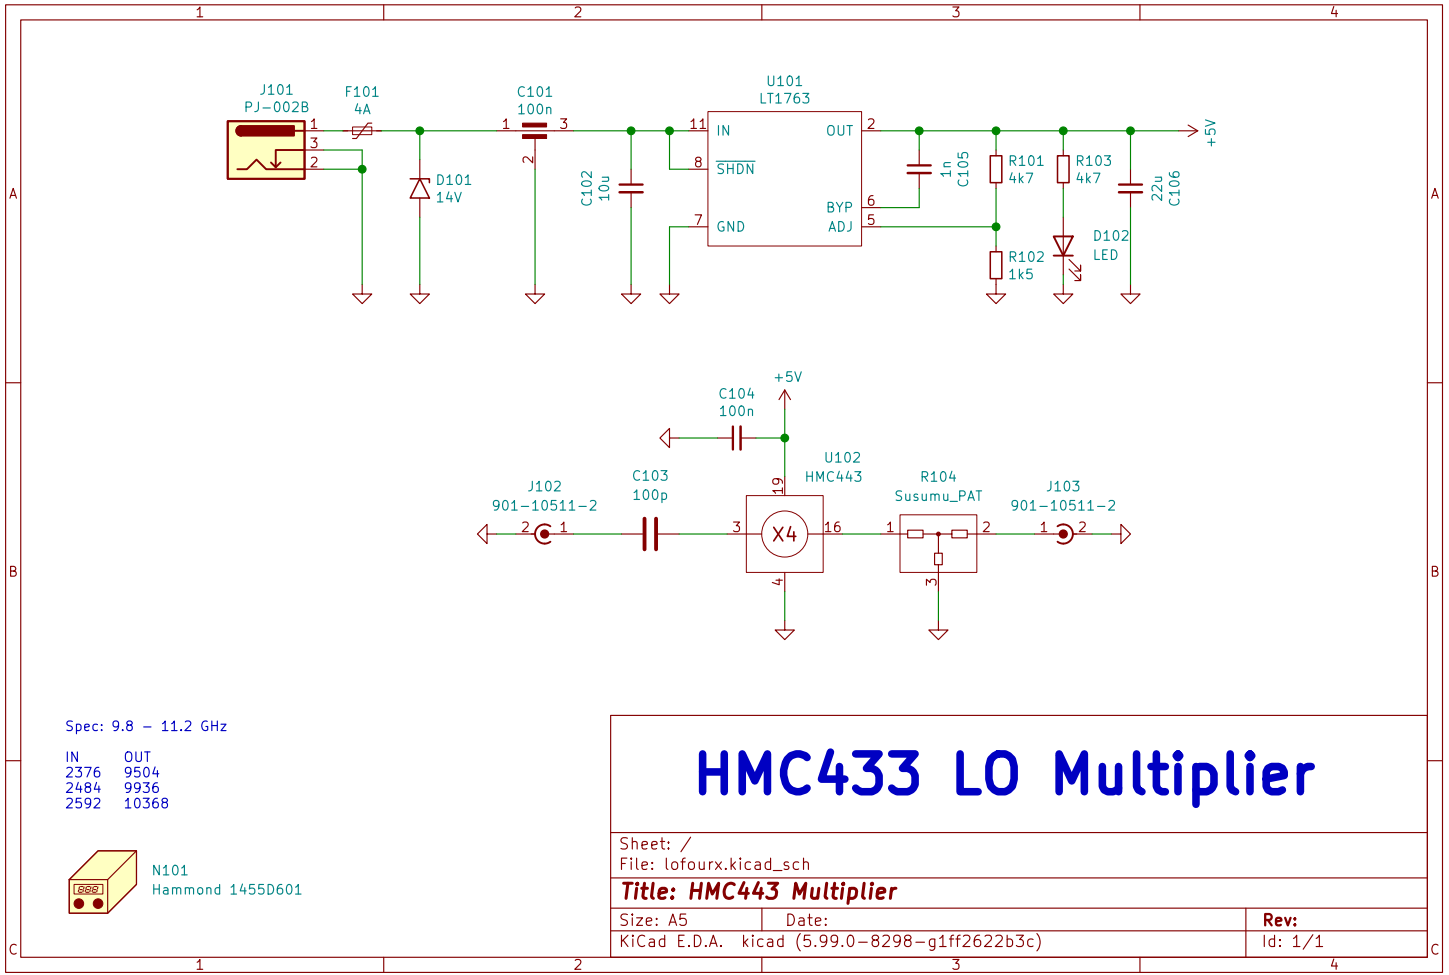 1 2 3 4
A A
B B
C C
J101
PJ-002B
1
3
2
F101
4A
D101
14V
C101
100n
1 3
2
C102
10u
U101
LT1763
11 IN
8 SHDN
7 GND
OUT 2
BYP 6
ADJ 5
1n
C105
R101
4k7
R102
1k5
R103
4k7
D102
LED
22u
C106
+5V
+5V
C104
100n
U102
HMC443
19
3 X4 16
4
J102
901-10511-2
2 1
C103
100p
R104
Susumu_PAT
1 2
3
J103
901-10511-2
1 2
Spec: 9.8 - 11.2 GHz
IN OUT
2376 9504
2484 9936
2592 10368
N101
Hammond 1455D601
HMC433 LO Multiplier
Sheet: /
File: lofourx.kicad_sch
Title: HMC443 Multiplier
Size: A5 Date: Rev:
KiCad E.D.A. kicad (5.99.0-8298-g1ff2622b3c) Id: 1/1
1 2 3 4